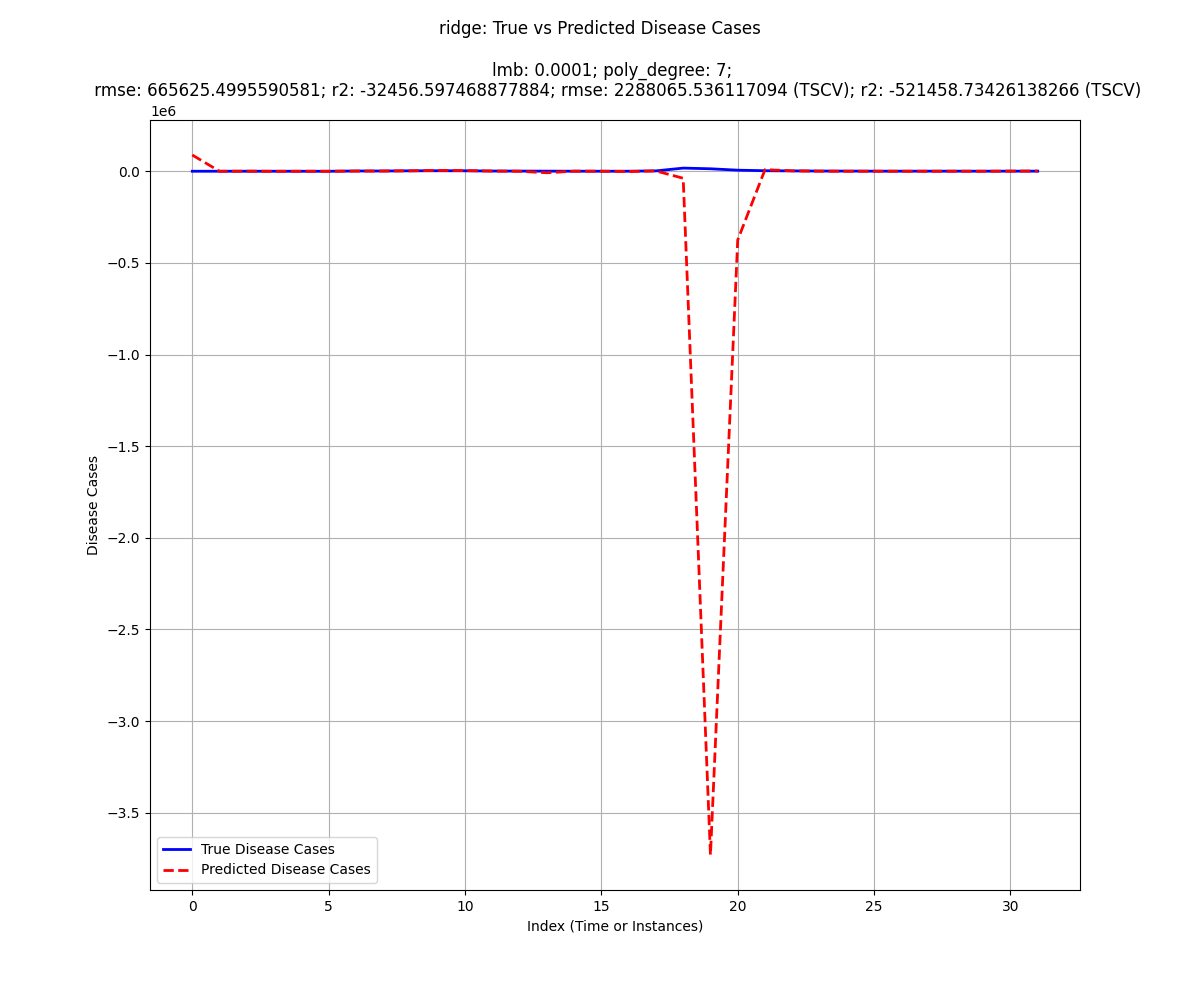 ridge: True vs Predicted Disease Cases
lmb: 0.0001; poly_degree: 7;
rmse: 665625.4995590581; r2: -32456.597468877884; rmse: 2288065.536117094 (TSCV); r2: -521458.73426138266 (TSCV)
1e6
0.0
−0.5
−1.0
−1.5
−2.0
−2.5
−3.0
−3.5
Disease Cases
True Disease Cases
Predicted Disease Cases
0 5 10 15 20 25 30
Index (Time or Instances)